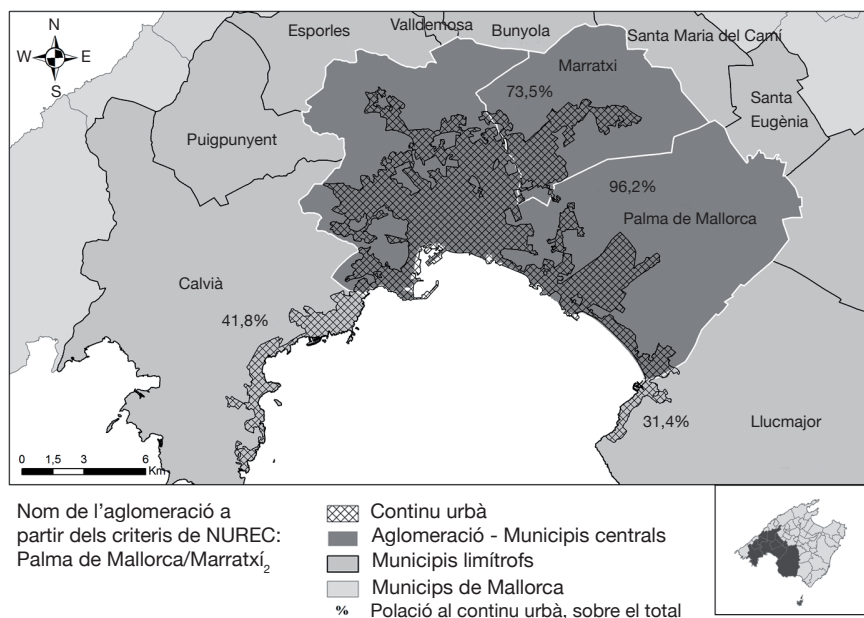 N
W E
S
Esporles
Valldemosa
Bunyola
Santa Maria del Camí
Marratxi
73,5%
Santa
Eugènia
Puigpunyent
96,2%
Palma de Mallorca
Calvià
41,8%
31,4%
Llucmajor
0 1,5 3 6
Km
Nom de l'aglomeració a
partir dels criteris de NUREC:
Palma de Mallorca/Marratxí₂
Continu urbà
Aglomeració - Municipis centrals
Municipis limítrofs
Municips de Mallorca
% Polació al continu urbà, sobre el total